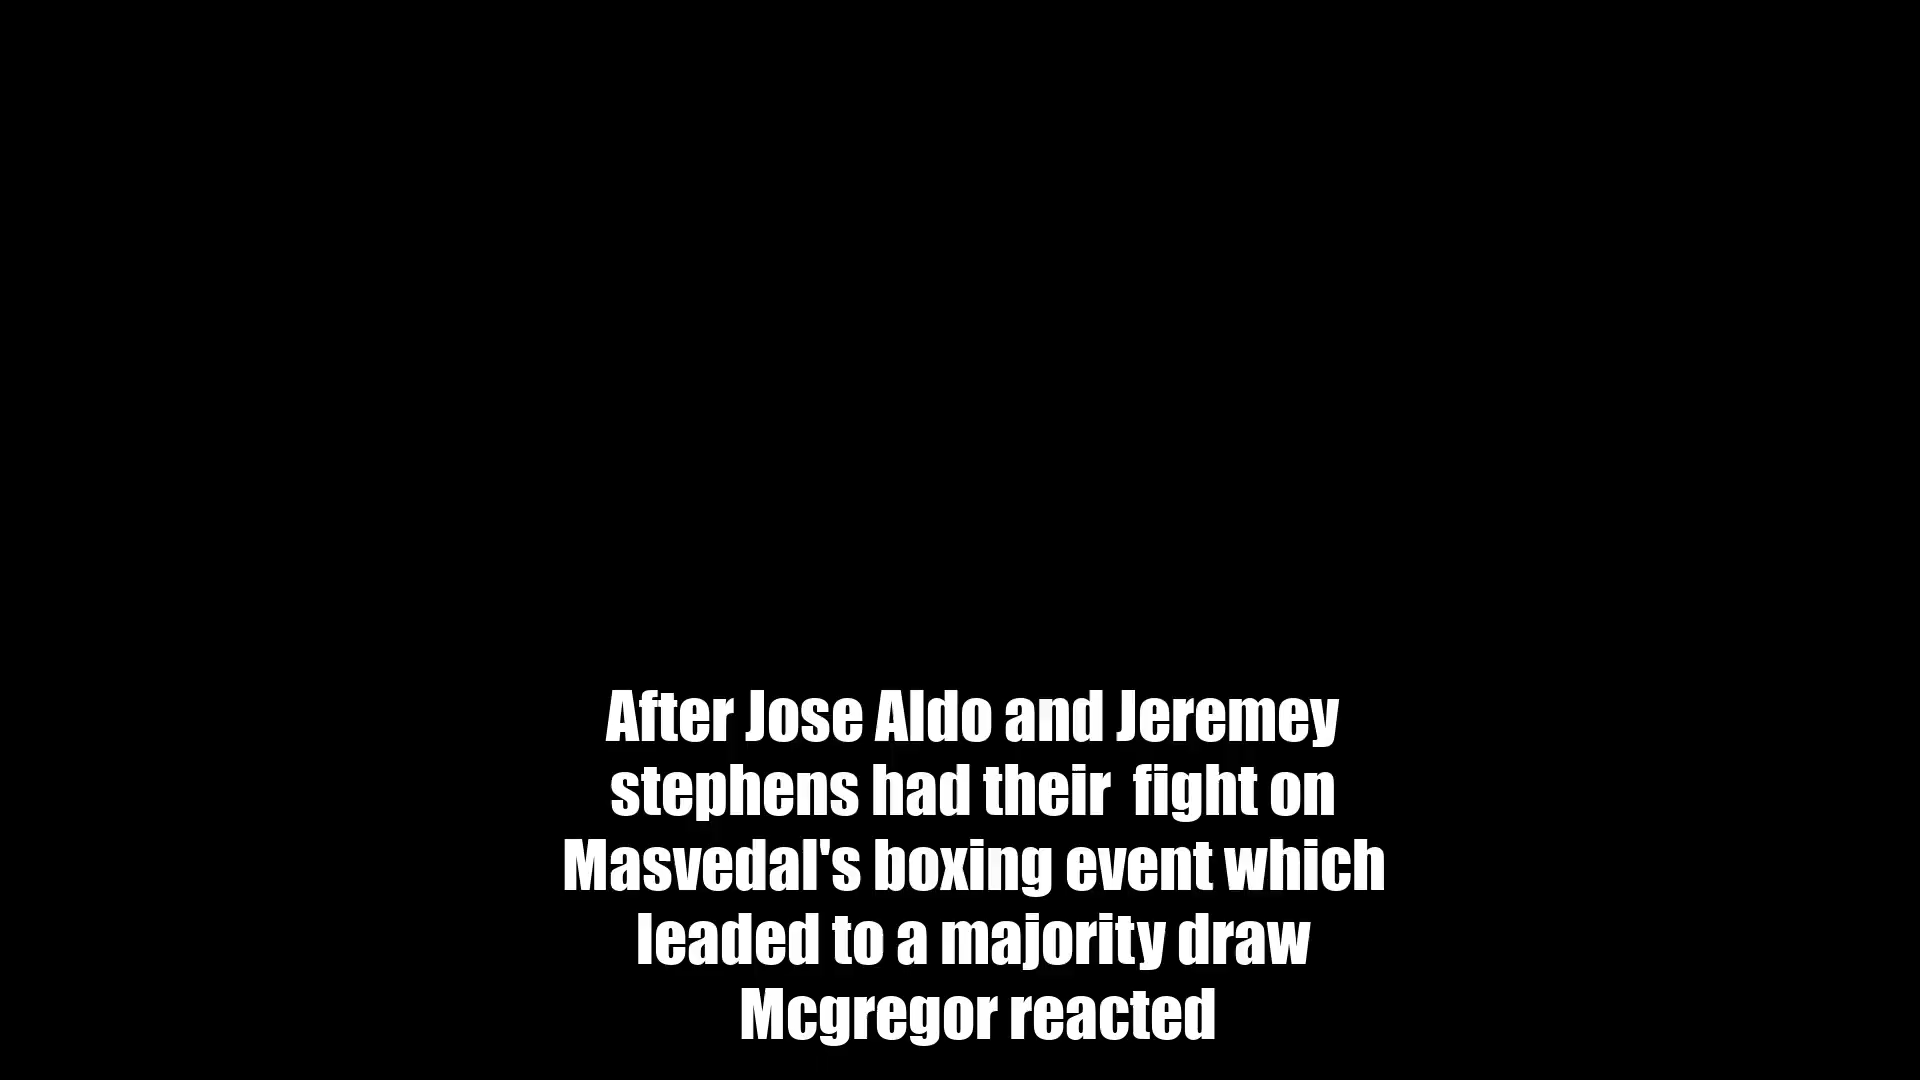 After Jose Aldo and Jeremey
stephens had their  fight on
Masvedal's boxing event which
leaded to a majority draw
Mcgregor reacted